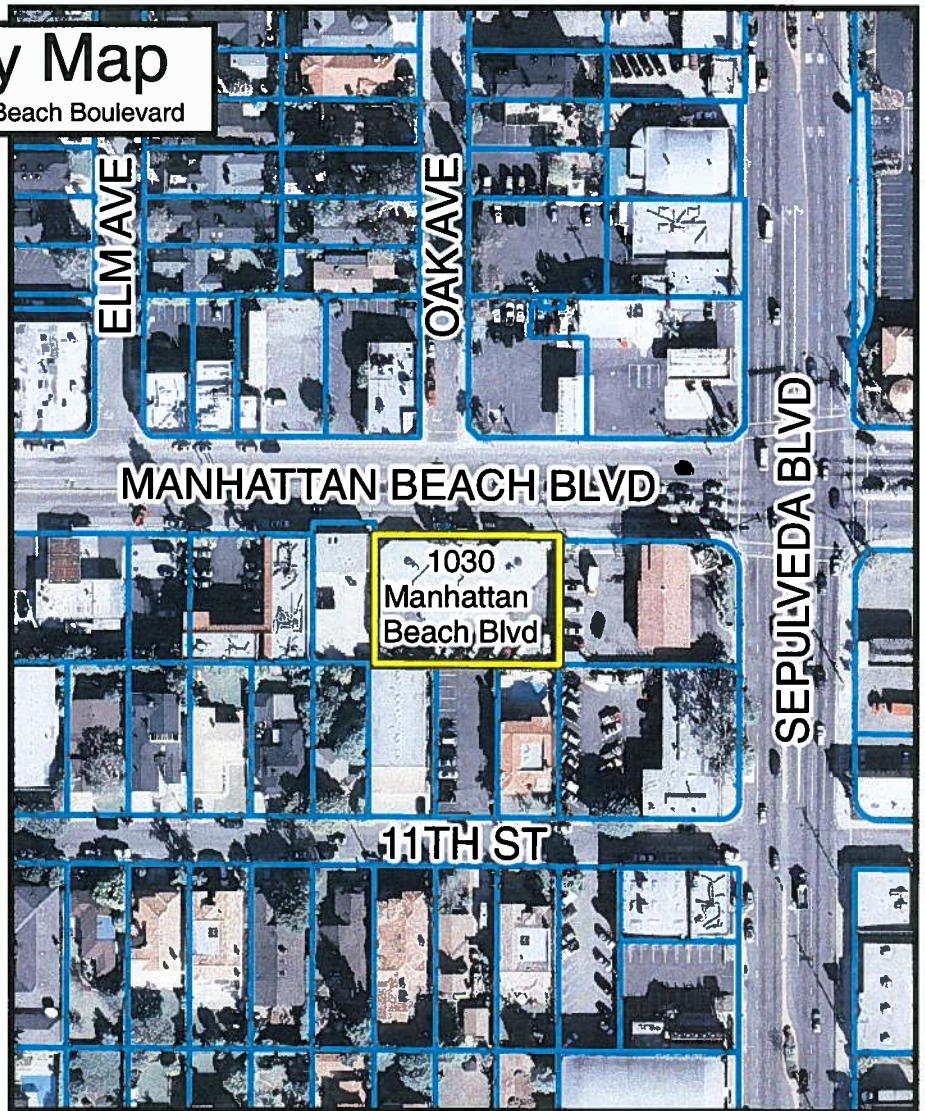 y Map
Beach Boulevard
ELM AVE
OAK AVE
MANHATTAN BEACH BLVD
SEPULVEDA BLVD
1030
Manhattan
Beach Blvd
11TH ST